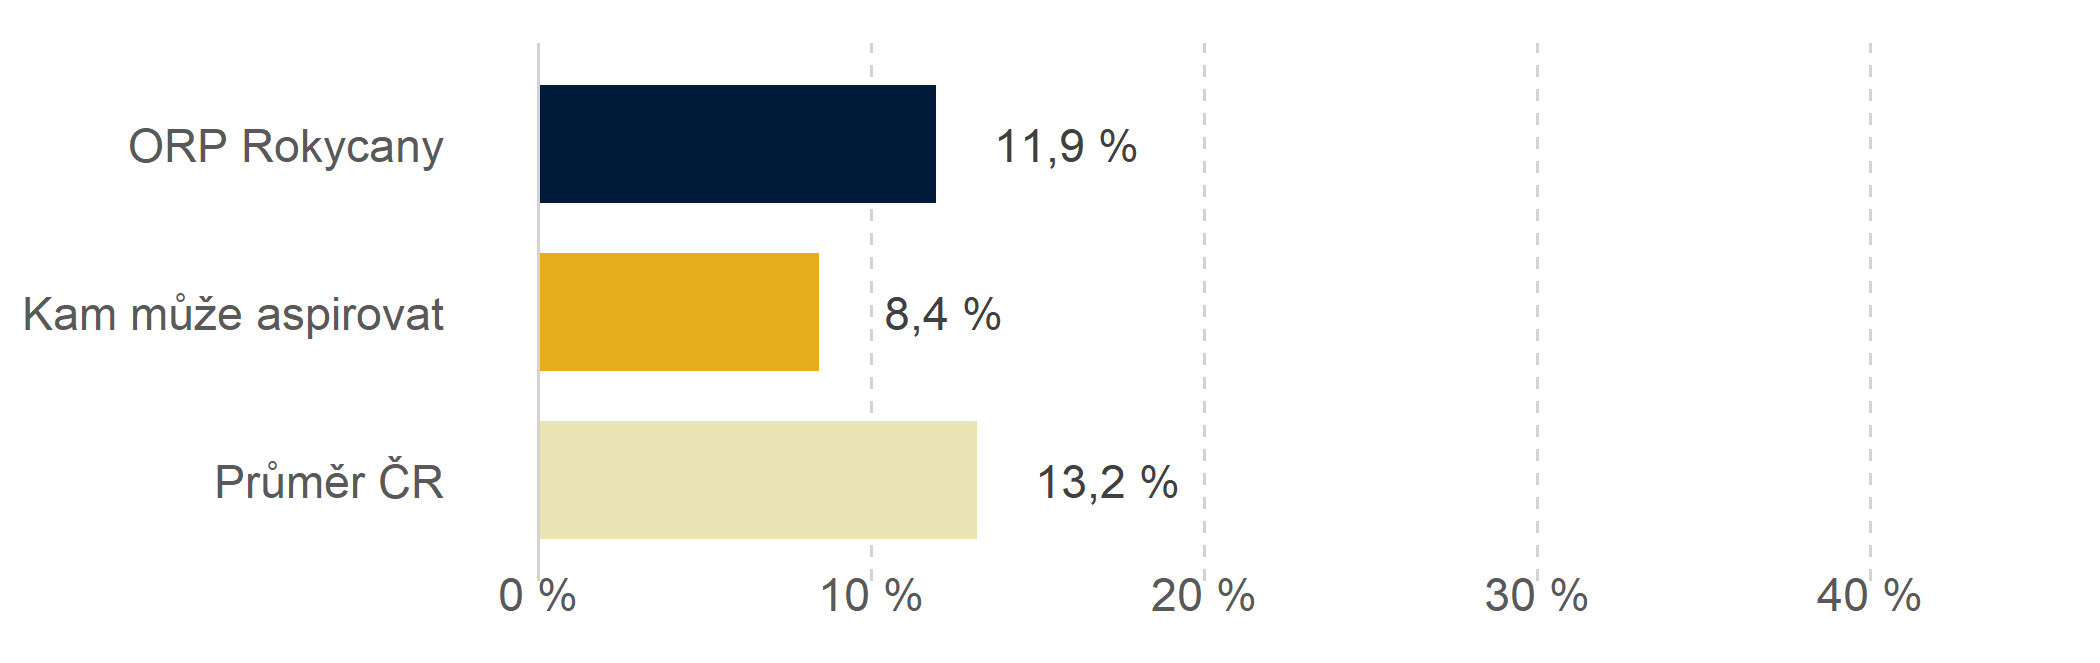 ORP Rokycany
11,9 %
Kam může aspirovat
8,4 %
Průměr ČR
13,2 %
0 %
10 %
20 %
30 %
40 %